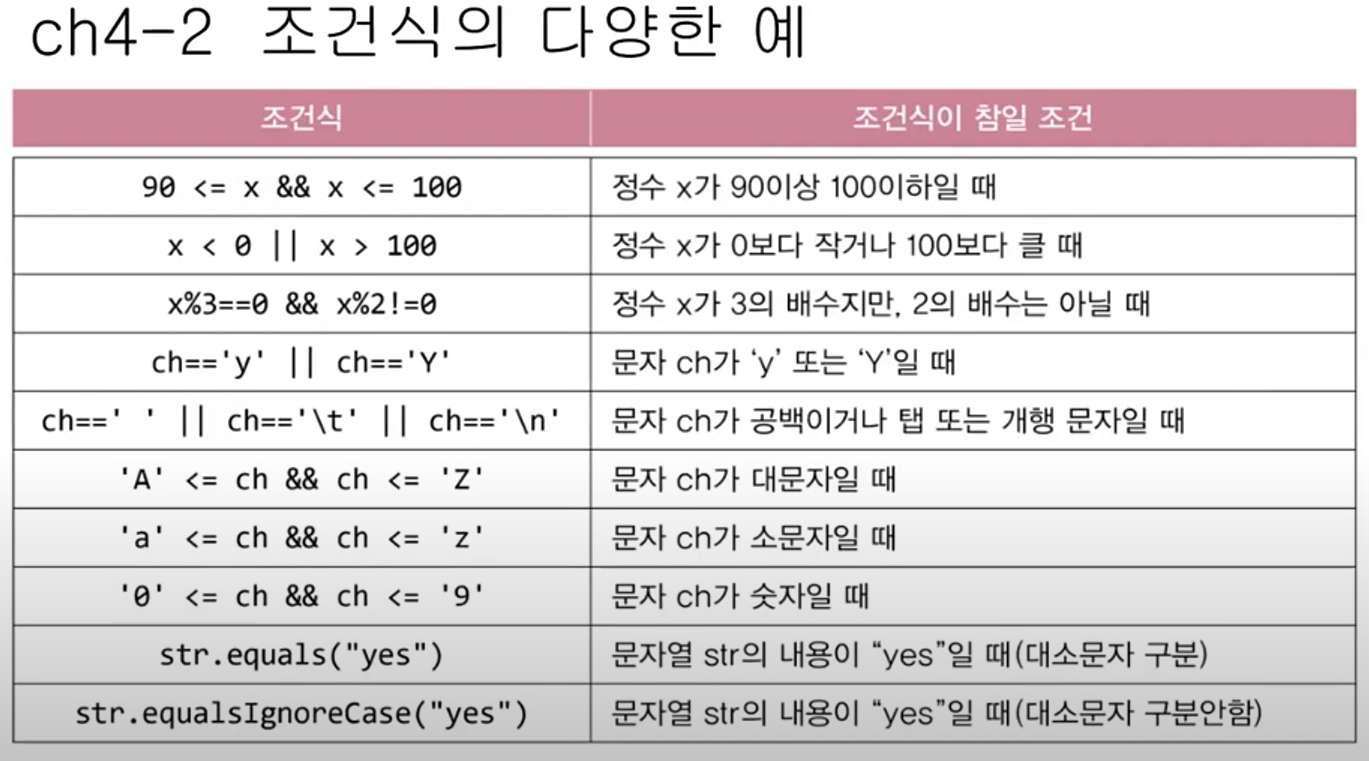 ch4-2 조건식의 다양한 예
조건식 조건식이 참일 조건
90 <= x && x <= 100 정수 x가 90이상 100이하일 때
x < 0 || x > 100 정수 x가 0보다 작거나 100보다 클 때
x%3==0 && x%2!=0 정수 x가 3의 배수지만, 2의 배수는 아닐 때
ch=='y' || ch=='Y' 문자 ch가 ‘y’ 또는 ‘Y’일 때
ch==' ' || ch=='\t' || ch=='\n' 문자 ch가 공백이거나 탭 또는 개행 문자일 때
'A' <= ch && ch <= 'Z' 문자 ch가 대문자일 때
'a' <= ch && ch <= 'z' 문자 ch가 소문자일 때
'0' <= ch && ch <= '9' 문자 ch가 숫자일 때
str.equals("yes") 문자열 str의 내용이 “yes”일 때(대소문자 구분)
str.equalsIgnoreCase("yes") 문자열 str의 내용이 “yes”일 때(대소문자 구분안함)